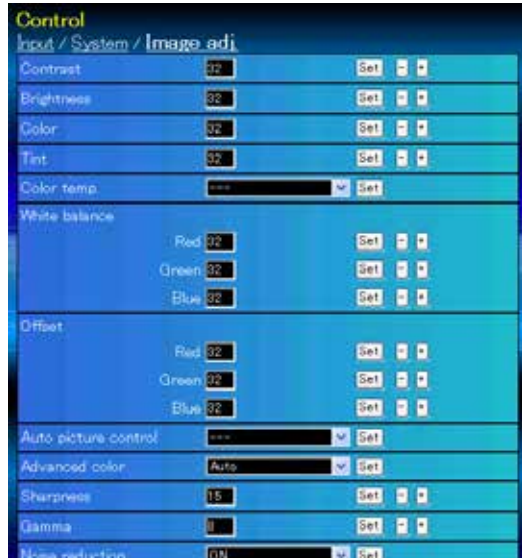 Control
Input / System / Image adj.
Contrast 32 Set - +
Brightness 32 Set - +
Color 32 Set - +
Tint 32 Set - +
Color temp. --- Set
White balance
Red 32 Set - +
Green 32 Set - +
Blue 32 Set - +
Offset
Red 32 Set - +
Green 32 Set - +
Blue 32 Set - +
Auto picture control --- Set
Advanced color Auto Set
Sharpness 15 Set - +
Gamma 8 Set - +
Noise reduction ON Set